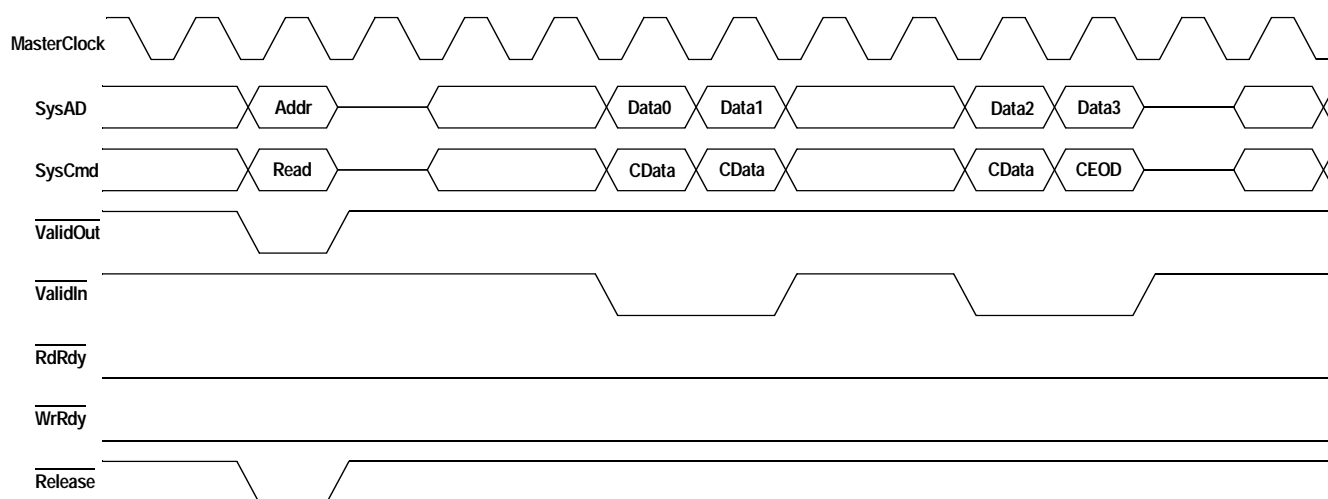 MasterClock
SysAD Addr Data0 Data1 Data2 Data3
SysCmd Read CData CData CData CEOD
ValidOut
ValidIn
RdRdy
WrRdy
Release